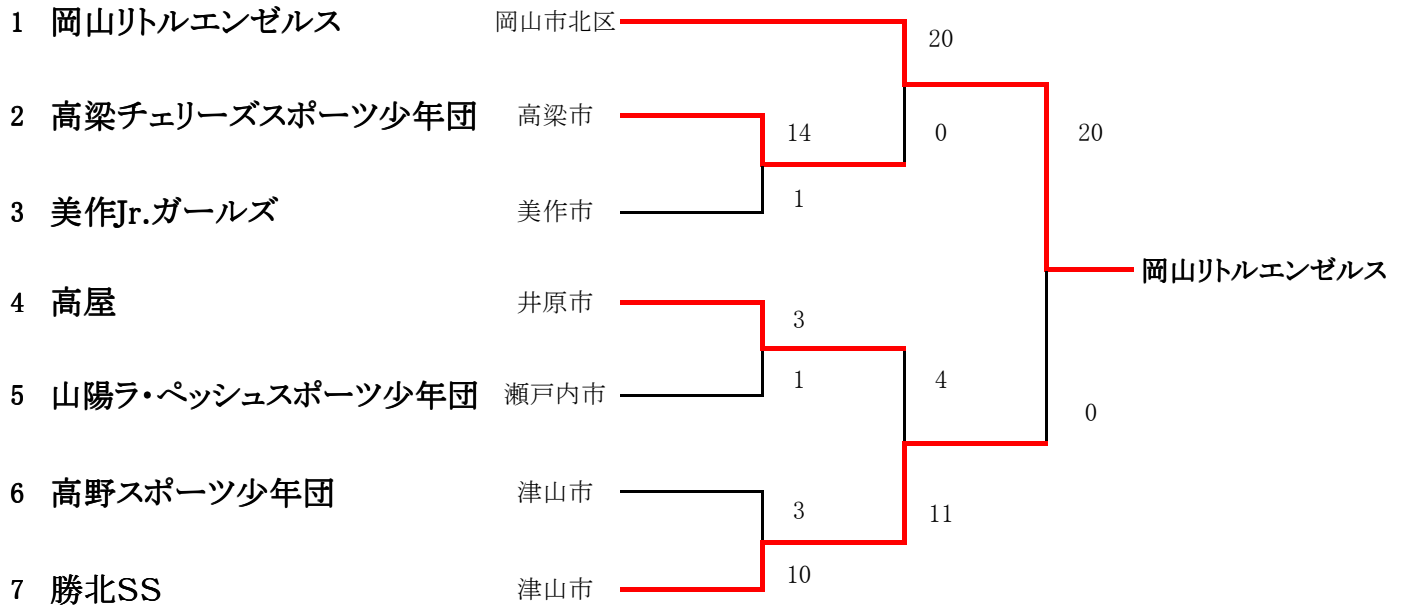 1 岡山リトルエンゼルス 岡山市北区
20
2 高梁チェリーズスポーツ少年団 高梁市
14 0 20
3 美作Jr.ガールズ 美作市
1
岡山リトルエンゼルス
4 高屋 井原市
3
5 山陽ラ・ペッシュスポーツ少年団 瀬戸内市
1 4
0
6 高野スポーツ少年団 津山市
3 11
7 勝北SS 津山市
10